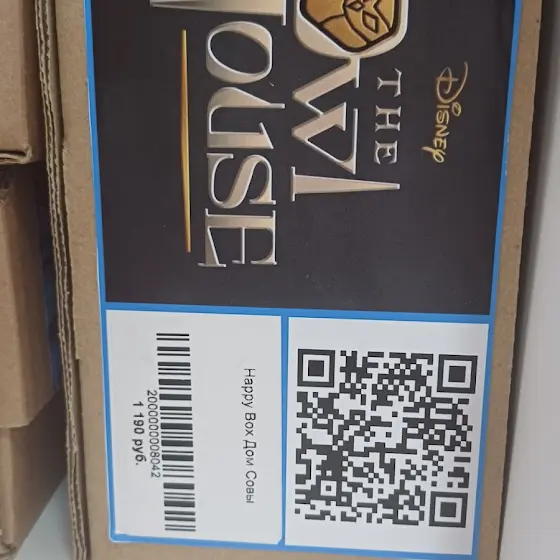 Disney
THE
OWL
HOUSE
Happy Box Дом Совы
2000000008042
1 190 руб.